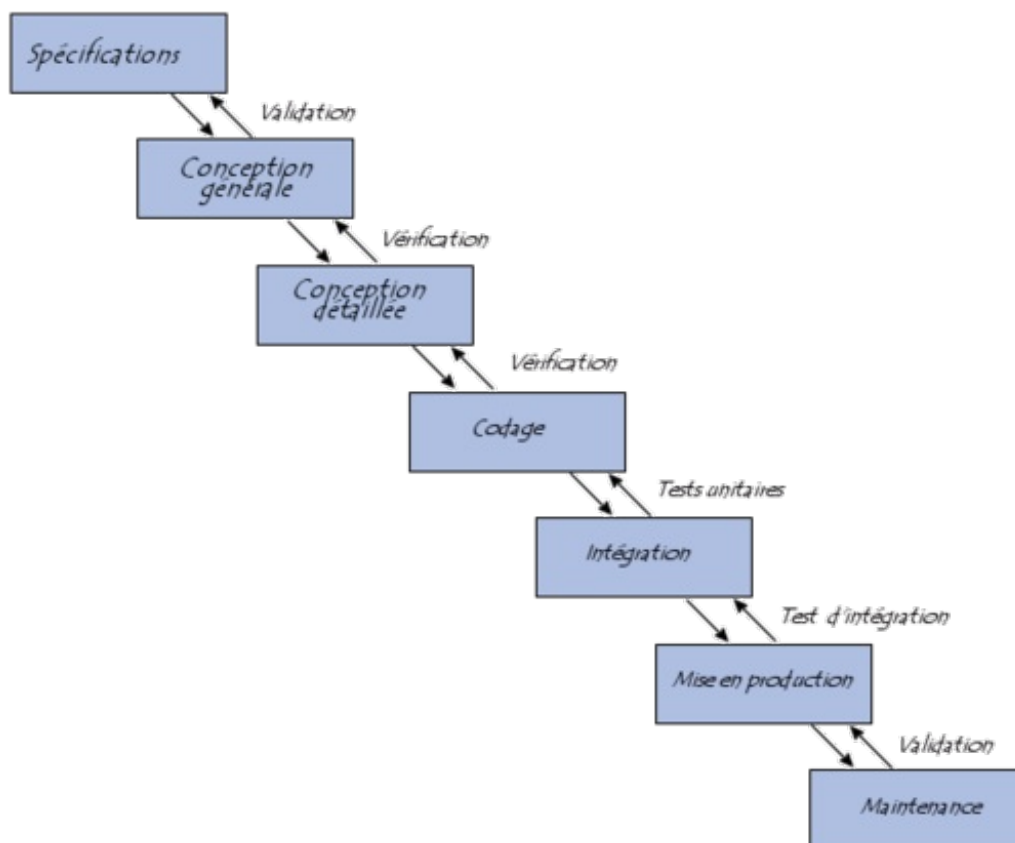 Spécifications
Validation
Conception
générale
Vérification
Conception
détaillée
Vérification
Codage
Tests unitaires
Intégration
Test d'intégration
Mise en production
Validation
Maintenance